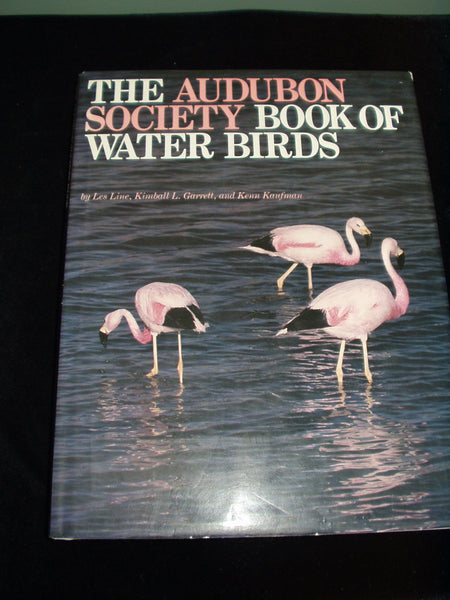 THE AUDUBON
SOCIETY BOOK OF
WATER BIRDS
by Les Line, Kimball L. Garrett, and Kenn Kaufman